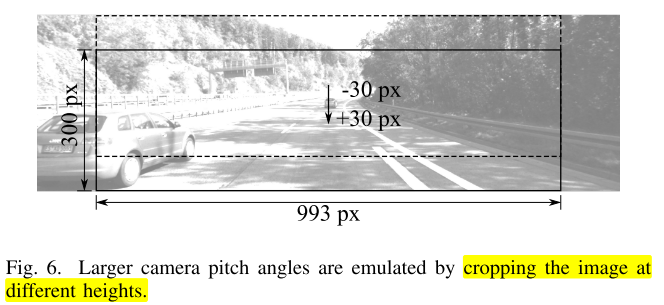 -30 px
+30 px
300 px
993 px
Fig. 6. Larger camera pitch angles are emulated by cropping the image at
different heights.